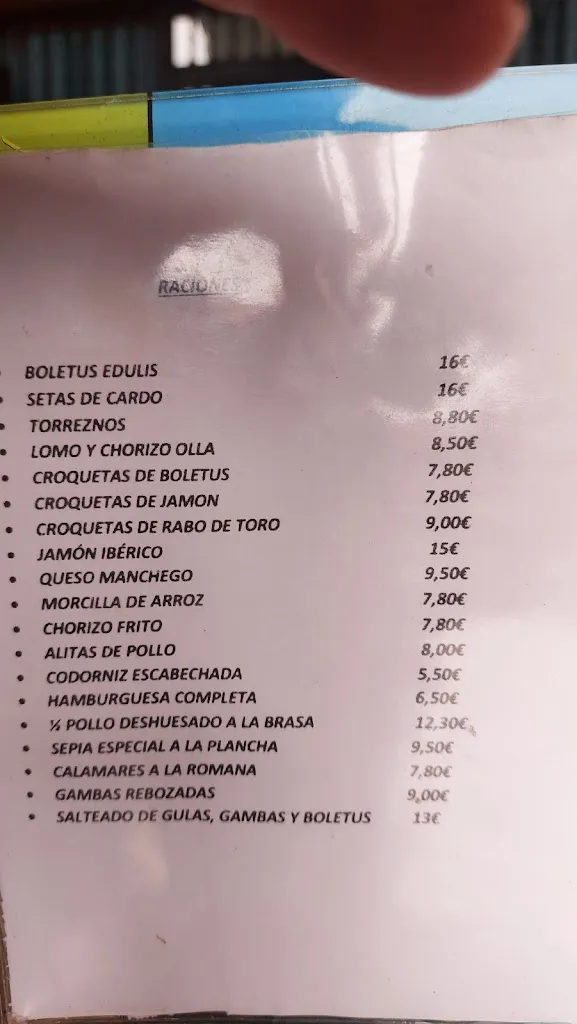 RACIONES
• BOLETUS EDULIS 16€
• SETAS DE CARDO 16€
• TORREZNOS 8,80€
• LOMO Y CHORIZO OLLA 8,50€
• CROQUETAS DE BOLETUS 7,80€
• CROQUETAS DE JAMON 7,80€
• CROQUETAS DE RABO DE TORO 9,00€
• JAMÓN IBÉRICO 15€
• QUESO MANCHEGO 9,50€
• MORCILLA DE ARROZ 7,80€
• CHORIZO FRITO 7,80€
• ALITAS DE POLLO 8,00€
• CODORNIZ ESCABECHADA 5,50€
• HAMBURGUESA COMPLETA 6,50€
• ½ POLLO DESHUESADO A LA BRASA 12,30€
• SEPIA ESPECIAL A LA PLANCHA 9,50€
• CALAMARES A LA ROMANA 7,80€
• GAMBAS REBOZADAS 9,00€
• SALTEADO DE GULAS, GAMBAS Y BOLETUS 13€